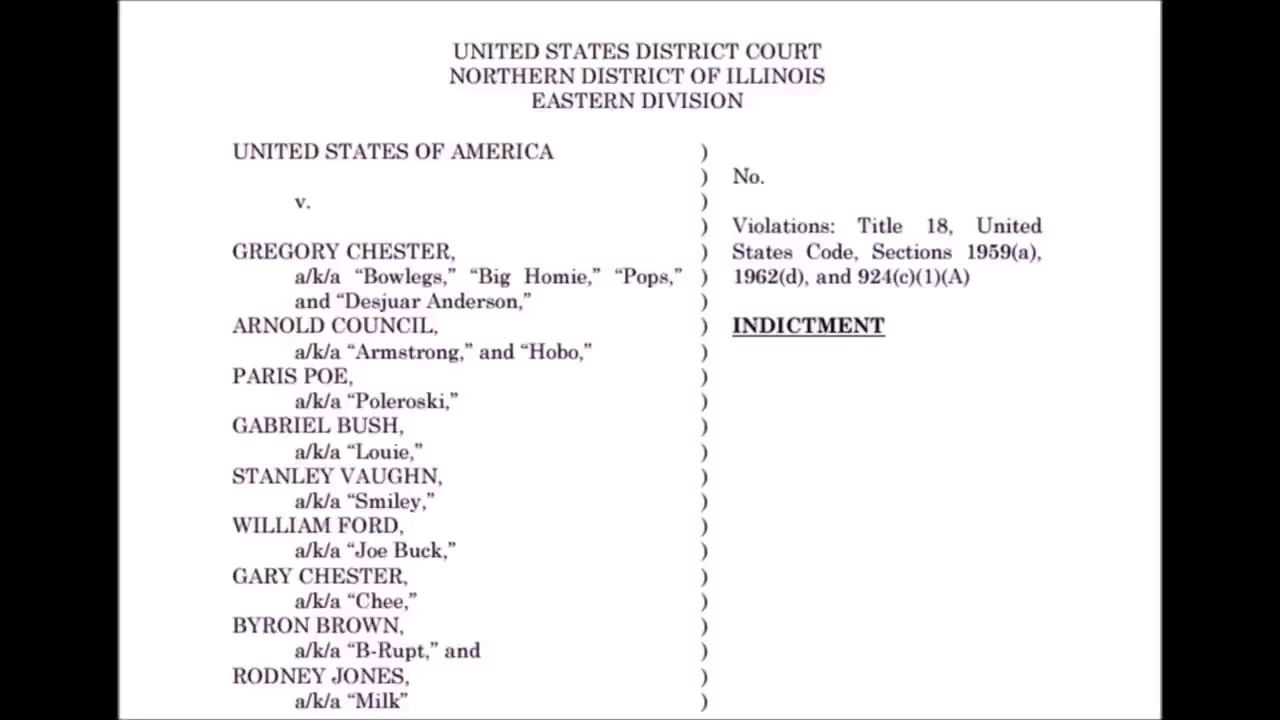 UNITED STATES DISTRICT COURT
NORTHERN DISTRICT OF ILLINOIS
EASTERN DIVISION
UNITED STATES OF AMERICA )
) No.
v. )
) Violations: Title 18, United
GREGORY CHESTER, ) States Code, Sections 1959(a),
a/k/a “Bowlegs,” “Big Homie,” “Pops,” ) 1962(d), and 924(c)(1)(A)
and “Desjuar Anderson,” )
ARNOLD COUNCIL, ) INDICTMENT
a/k/a “Armstrong,” and “Hobo,” )
PARIS POE, )
a/k/a “Poleroski,” )
GABRIEL BUSH, )
a/k/a “Louie,” )
STANLEY VAUGHN, )
a/k/a “Smiley,” )
WILLIAM FORD, )
a/k/a “Joe Buck,” )
GARY CHESTER, )
a/k/a “Chee,” )
BYRON BROWN, )
a/k/a “B-Rupt,” and )
RODNEY JONES, )
a/k/a “Milk” )